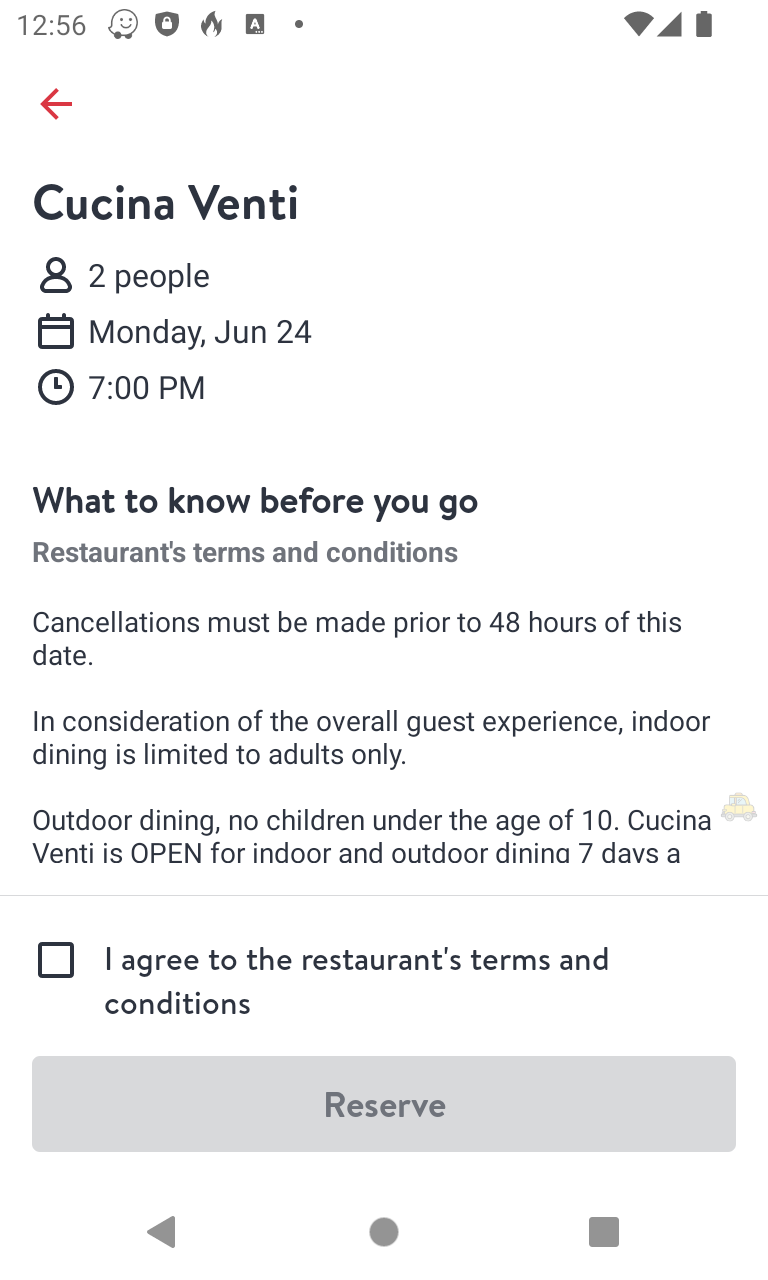 12:56
A
Cucina Venti
2 people
Monday, Jun 24
7:00 PM
What to know before you go
Restaurant's terms and conditions
Cancellations must be made prior to 48 hours of this
date.
In consideration of the overall guest experience, indoor
dining is limited to adults only.
Outdoor dining, no children under the age of 10. Cucina
Venti is OPEN for indoor and outdoor dining 7 days a
I agree to the restaurant's terms and
conditions
Reserve